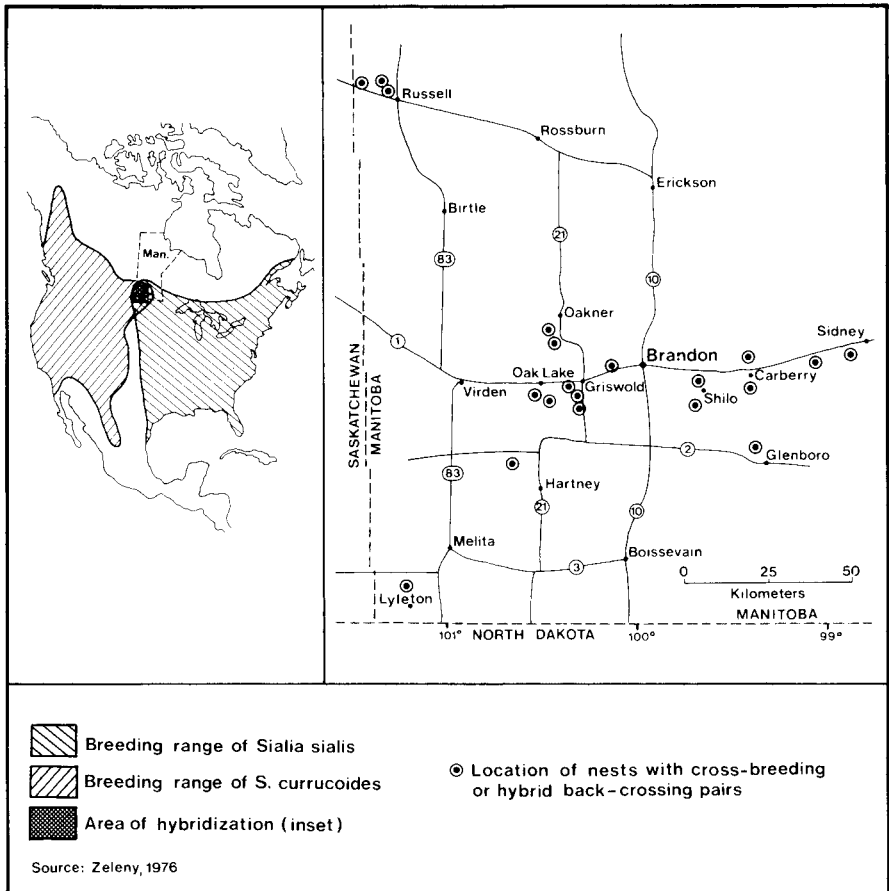 Man.
Russell
Rossburn
Erickson
Birtle
83
21
10
Oakner
1
Sidney
Brandon
Oak Lake
Griswold
Virden
Carberry
Shilo
SASKATCHEWAN
MANITOBA
2
Glenboro
83
Hartney
21
10
Melita
Boissevain
3
0 25 50
Kilometers
Lyleton
MANITOBA
101° NORTH DAKOTA 100° 99°
Breeding range of Sialia sialis
Breeding range of S. currucoides
Area of hybridization (inset)
Location of nests with cross-breeding
or hybrid back-crossing pairs
Source: Zeleny, 1976